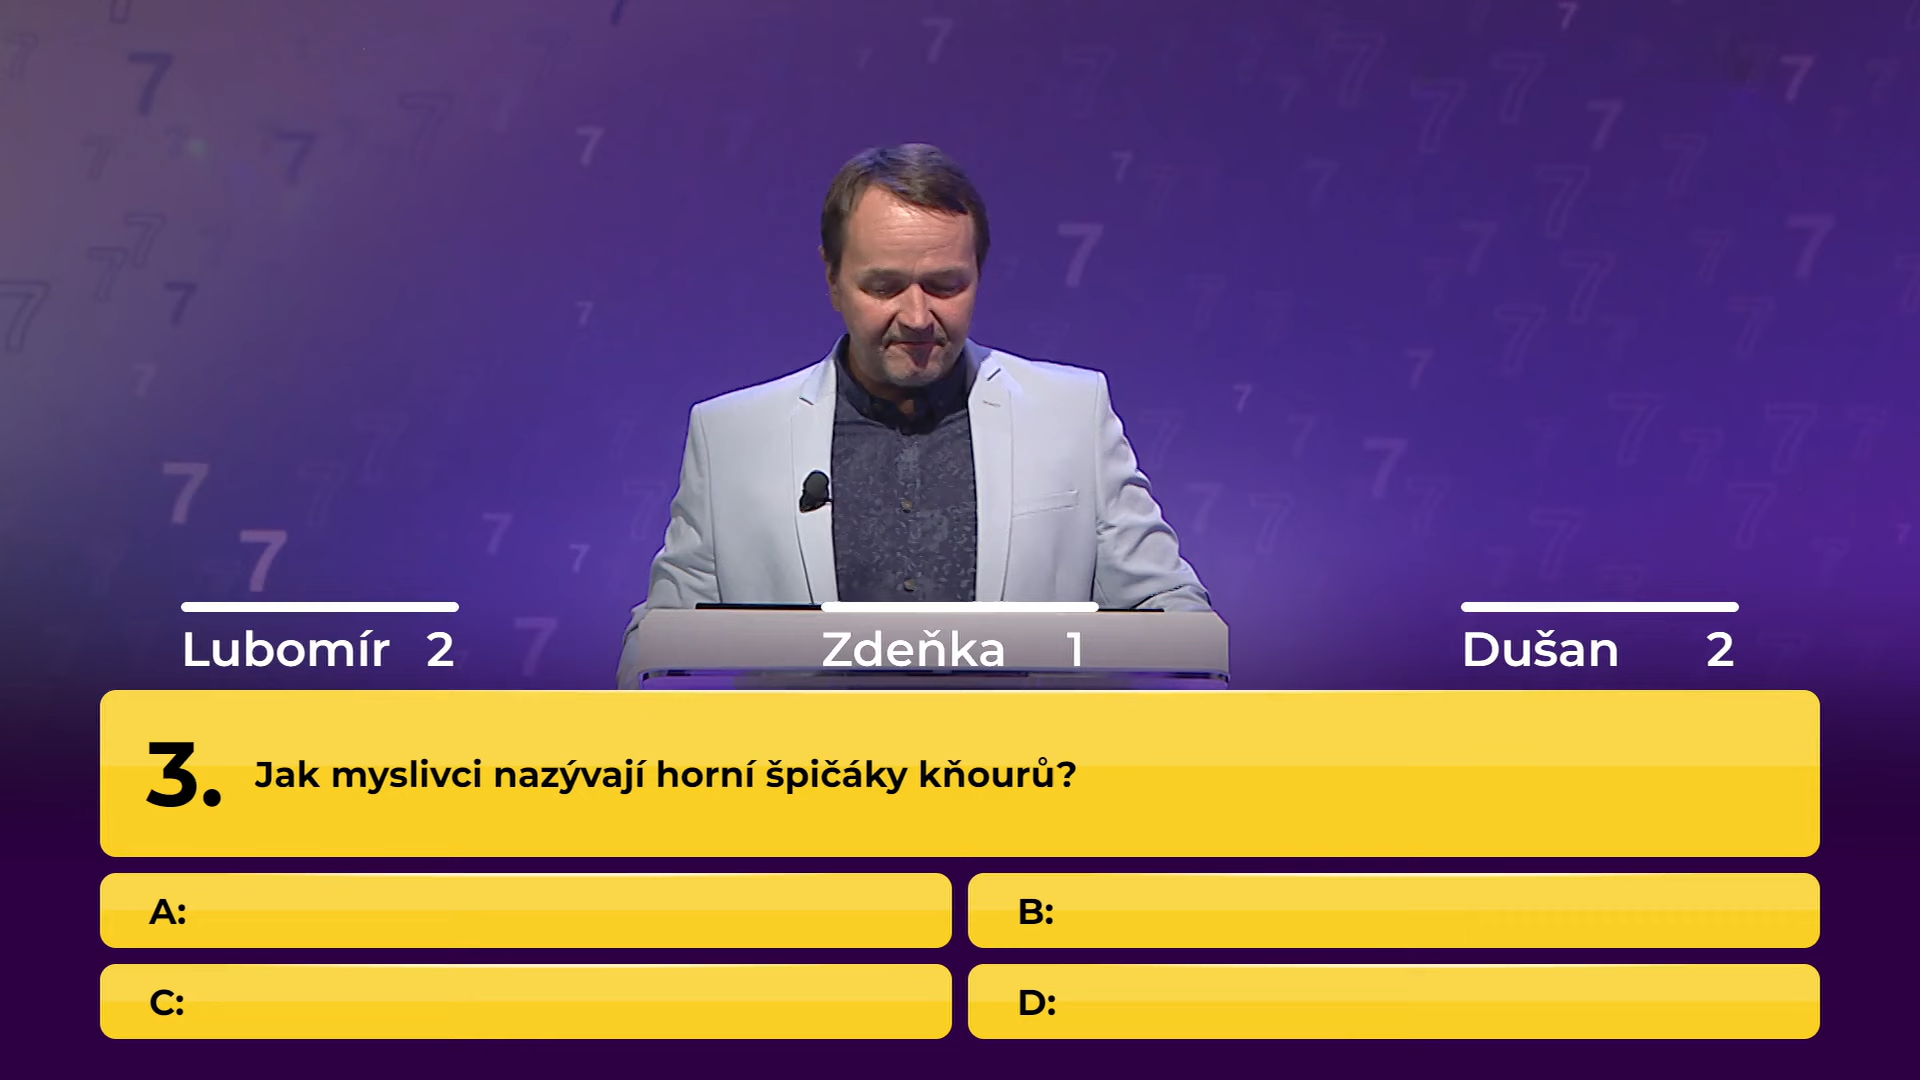 Lubomír 2
Zdeňka 1
Dušan 2
3. Jak myslivci nazývají horní špičáky kňourů?
A:
B:
C:
D: